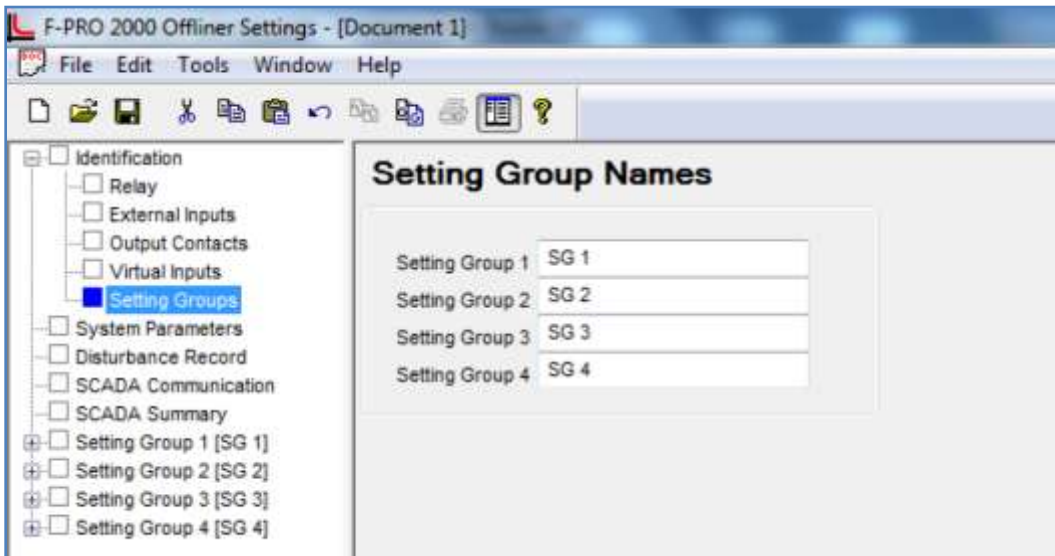 F-PRO 2000 Offliner Settings - [Document 1]
File Edit Tools Window Help
Identification
Relay
External Inputs
Output Contacts
Virtual Inputs
Setting Groups
System Parameters
Disturbance Record
SCADA Communication
SCADA Summary
Setting Group 1 [SG 1]
Setting Group 2 [SG 2]
Setting Group 3 [SG 3]
Setting Group 4 [SG 4]
Setting Group Names
Setting Group 1 SG 1
Setting Group 2 SG 2
Setting Group 3 SG 3
Setting Group 4 SG 4